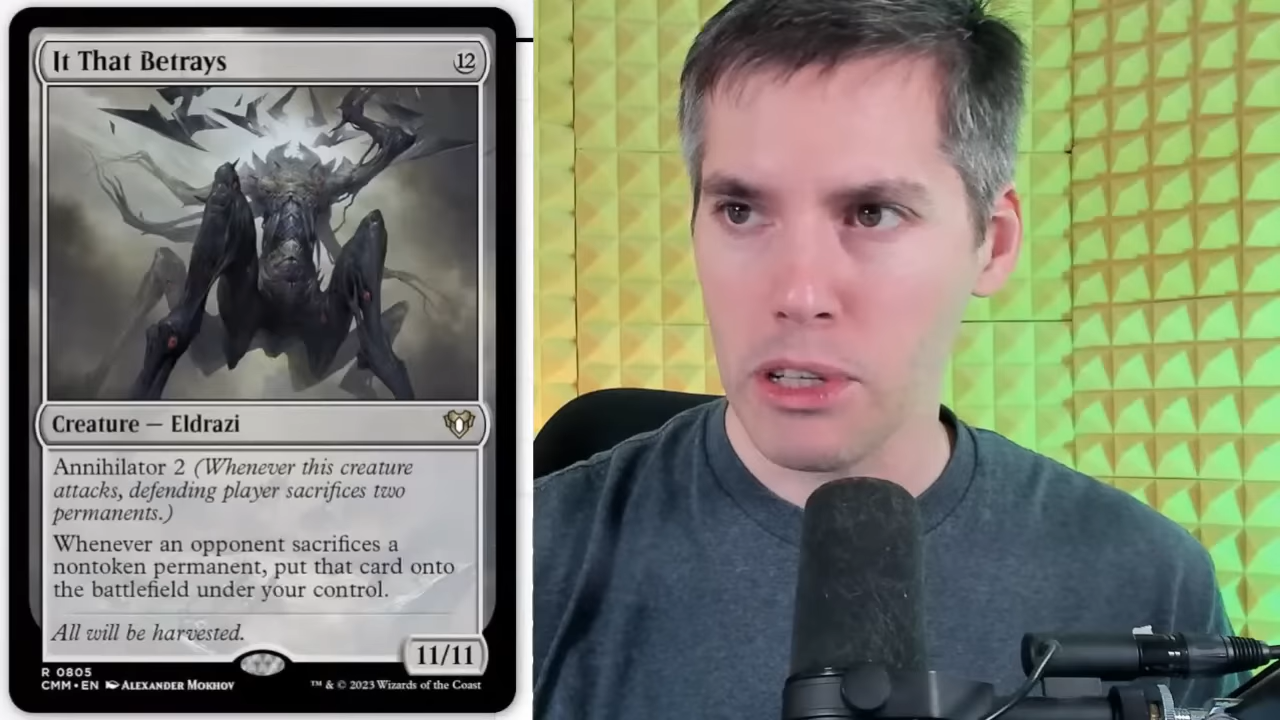 It That Betrays 12
Creature — Eldrazi
Annihilator 2 (Whenever this creature
attacks, defending player sacrifices two
permanents.)
Whenever an opponent sacrifices a
nontoken permanent, put that card onto
the battlefield under your control.
All will be harvested.
11/11
R 0805
CMM • EN Alexander Mokhov
™ & © 2023 Wizards of the Coast